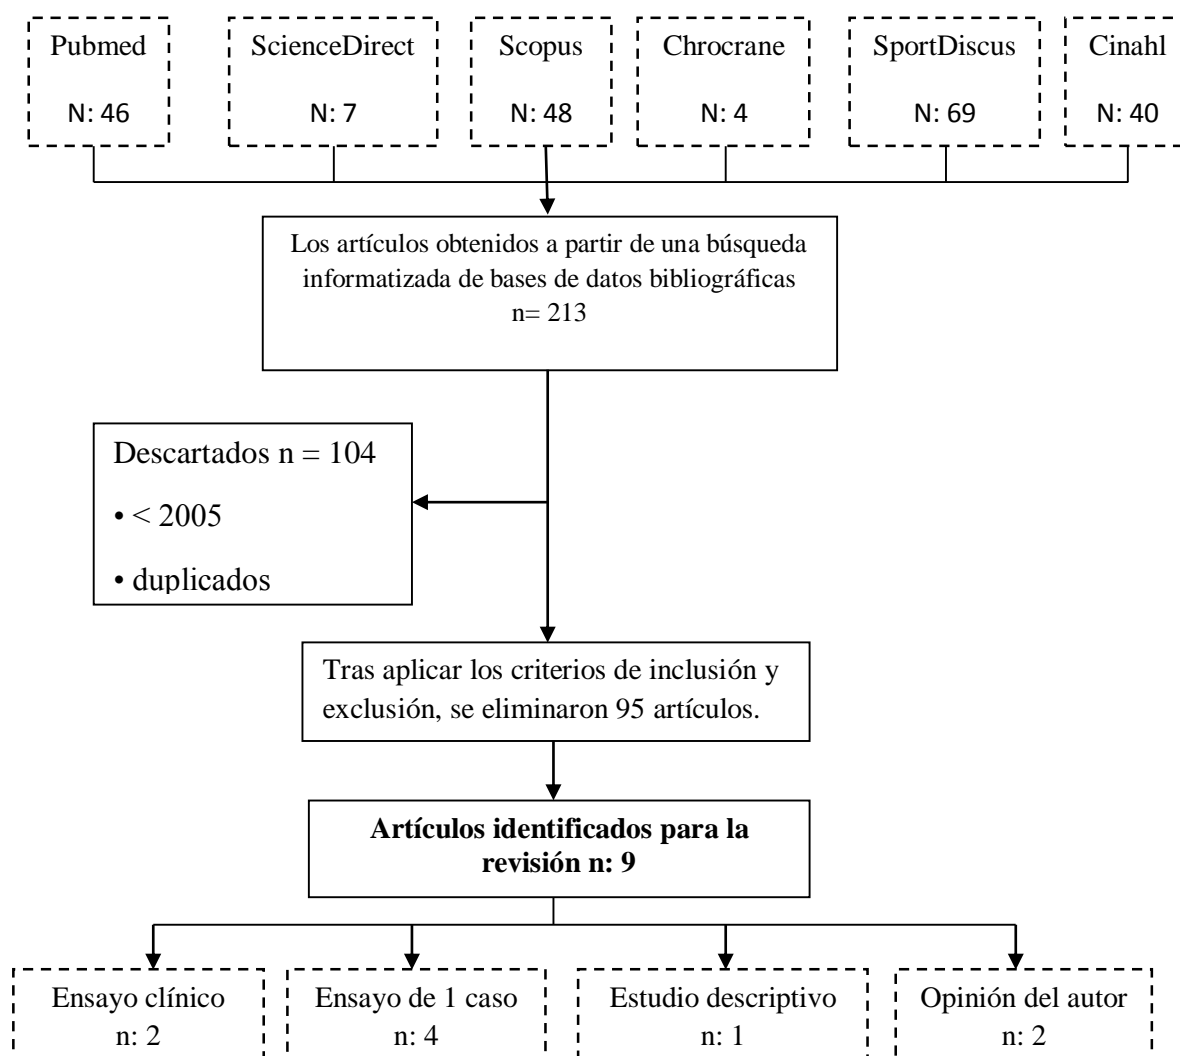 Pubmed
N: 46
ScienceDirect
N: 7
Scopus
N: 48
Chrocrane
N: 4
SportDiscus
N: 69
Cinahl
N: 40
Los artículos obtenidos a partir de una búsqueda
informatizada de bases de datos bibliográficas
n= 213
Descartados n = 104
• < 2005
• duplicados
Tras aplicar los criterios de inclusión y
exclusión, se eliminaron 95 artículos.
Artículos identificados para la
revisión n: 9
Ensayo clínico
n: 2
Ensayo de 1 caso
n: 4
Estudio descriptivo
n: 1
Opinión del autor
n: 2